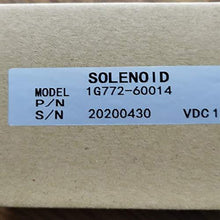 SOLENOID
MODEL 1G772-60014
P/N
S/N 20200430 VDC 1